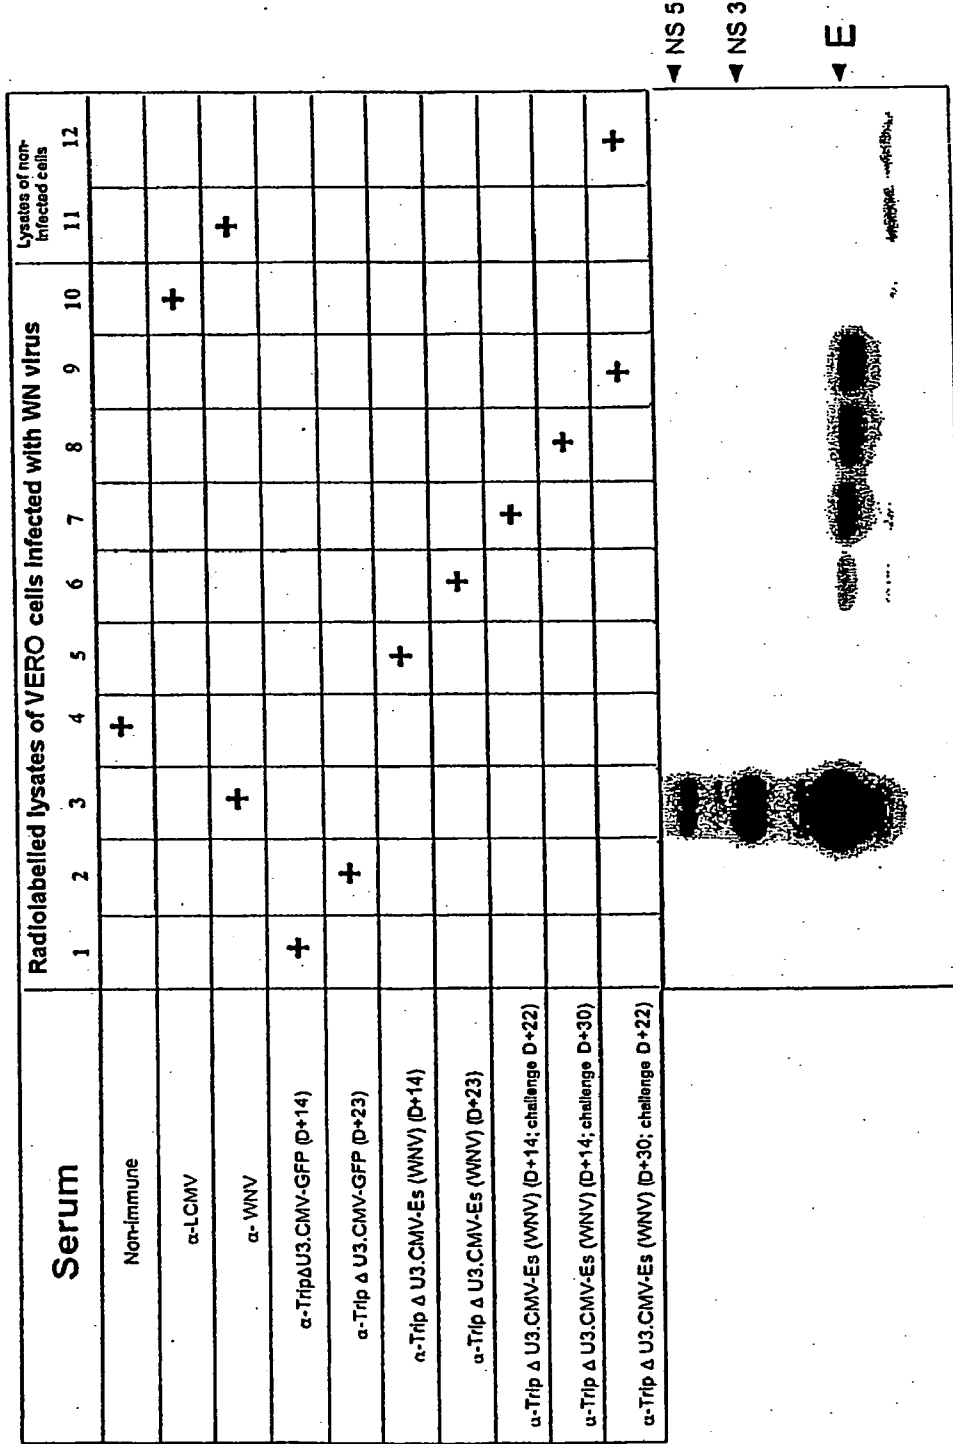 Radiolabelled lysates of VERO cells infected with WN virus
Lysates of non-
infected cells
Serum
1 2 3 4 5 6 7 8 9 10 11 12
Non-immune +
α-LCMV +
α- WNV + +
α-TripΔU3.CMV-GFP (D+14) +
α-Trip Δ U3.CMV-GFP (D+23) +
α-Trip Δ U3.CMV-Es (WNV) (D+14) +
α-Trip Δ U3.CMV-Es (WNV) (D+23) +
α-Trip Δ U3.CMV-Es (WNV) (D+14; challenge D+22) +
α-Trip Δ U3.CMV-Es (WNV) (D+14; challenge D+30) +
α-Trip Δ U3.CMV-Es (WNV) (D+30; challenge D+22) + +
◄ NS 5
◄ NS 3
◄ E